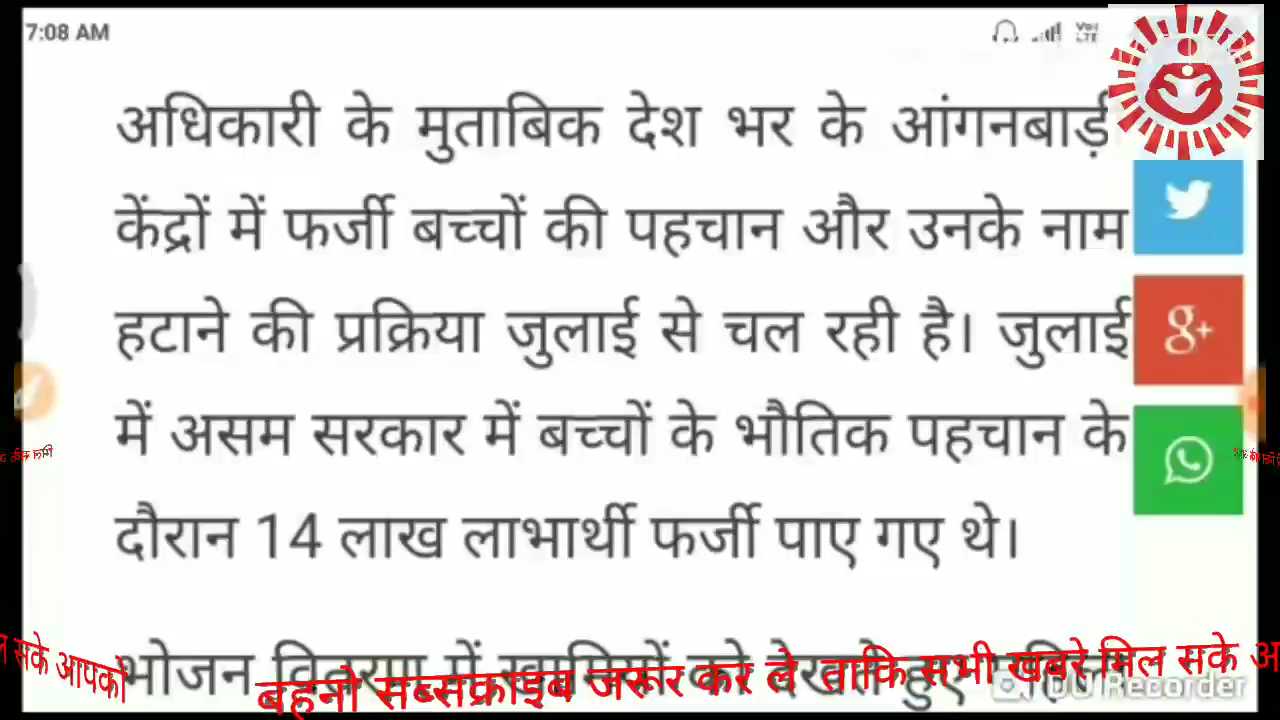 7:08 AM
अधिकारी के मुताबिक देश भर के आंगनबाड़ी
केंद्रों में फर्जी बच्चों की पहचान और उनके नाम
हटाने की प्रक्रिया जुलाई से चल रही है। जुलाई
में असम सरकार में बच्चों के भौतिक पहचान के
दौरान 14 लाख लाभार्थी फर्जी पाए गए थे।
भोजन वितरण में खामियों को देखते हुए
सके आपको
बहनो सब्सक्राइब जरूर कर ले ताकि सभी खबरे मिल सके
DU Recorder